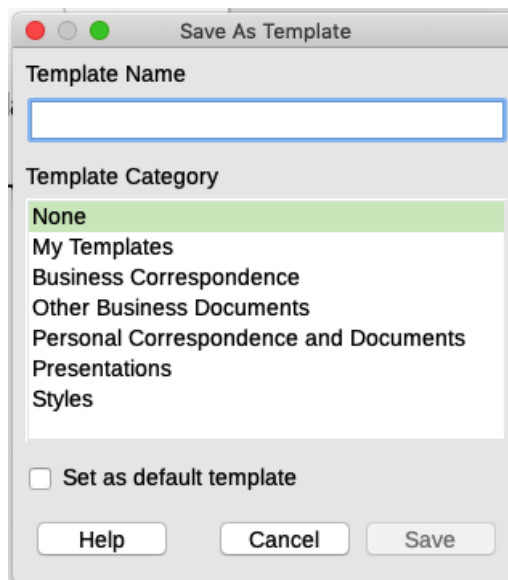 Save As Template
Template Name
Template Category
None
My Templates
Business Correspondence
Other Business Documents
Personal Correspondence and Documents
Presentations
Styles
Set as default template
Help Cancel Save